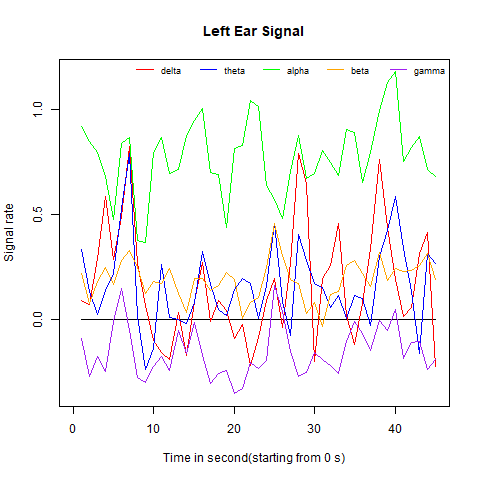 Left Ear Signal
delta theta alpha beta gamma
Signal rate
1.0
0.5
0.0
0 10 20 30 40
Time in second(starting from 0 s)